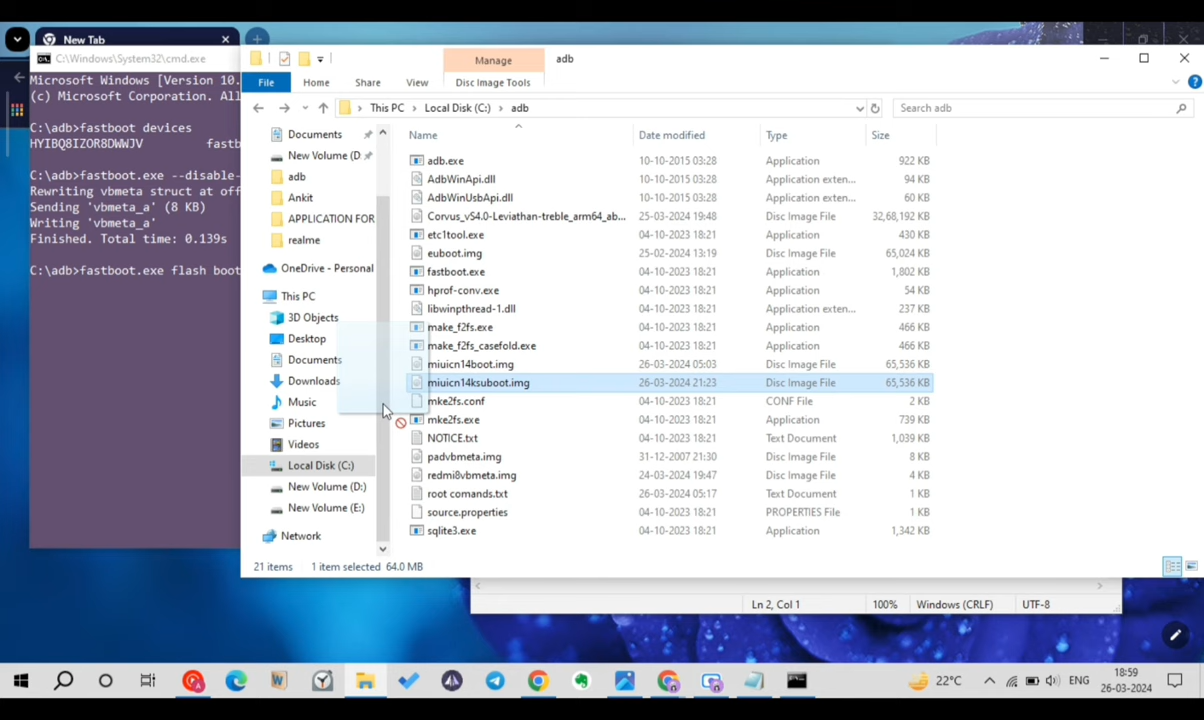 New Tab
C:\Windows\System32\cmd.exe
Microsoft Windows [Version 10.
(c) Microsoft Corporation. All
C:\adb>fastboot devices
HYIBQ8IZOR8DWWJV fastb
C:\adb>fastboot.exe --disable-
Rewriting vbmeta struct at off
Sending 'vbmeta_a' (8 KB)
Writing 'vbmeta_a'
Finished. Total time: 0.139s
C:\adb>fastboot.exe flash boot
Manage
adb
File
Home
Share
View
Disc Image Tools
This PC
Local Disk (C:)
adb
Search adb
Documents
New Volume (D:
adb
Ankit
APPLICATION FOR
realme
OneDrive - Personal
This PC
3D Objects
Desktop
Documents
Downloads
Music
Pictures
Videos
Local Disk (C:)
New Volume (D:)
New Volume (E:)
Network
Name Date modified Type Size
adb.exe 10-10-2015 03:28 Application 922 KB
AdbWinApi.dll 10-10-2015 03:28 Application exten... 94 KB
AdbWinUsbApi.dll 10-10-2015 03:28 Application exten... 60 KB
Corvus_vS4.0-Leviathan-treble_arm64_ab... 25-03-2024 19:48 Disc Image File 32,68,192 KB
etc1tool.exe 04-10-2023 18:21 Application 430 KB
euboot.img 25-02-2024 13:19 Disc Image File 65,024 KB
fastboot.exe 04-10-2023 18:21 Application 1,802 KB
hprof-conv.exe 04-10-2023 18:21 Application 54 KB
libwinpthread-1.dll 04-10-2023 18:21 Application exten... 237 KB
make_f2fs.exe 04-10-2023 18:21 Application 466 KB
make_f2fs_casefold.exe 04-10-2023 18:21 Application 466 KB
miuicn14boot.img 26-03-2024 05:03 Disc Image File 65,536 KB
miuicn14ksuboot.img 26-03-2024 21:23 Disc Image File 65,536 KB
mke2fs.conf 04-10-2023 18:21 CONF File 2 KB
mke2fs.exe 04-10-2023 18:21 Application 739 KB
NOTICE.txt 04-10-2023 18:21 Text Document 1,039 KB
padvbmeta.img 31-12-2007 21:30 Disc Image File 8 KB
redmi8vbmeta.img 24-03-2024 19:47 Disc Image File 4 KB
root comands.txt 26-03-2024 05:17 Text Document 1 KB
source.properties 04-10-2023 18:21 PROPERTIES File 1 KB
sqlite3.exe 04-10-2023 18:21 Application 1,342 KB
21 items 1 item selected 64.0 MB
Ln 2, Col 1 100% Windows (CRLF) UTF-8
22°C
ENG
18:59
26-03-2024